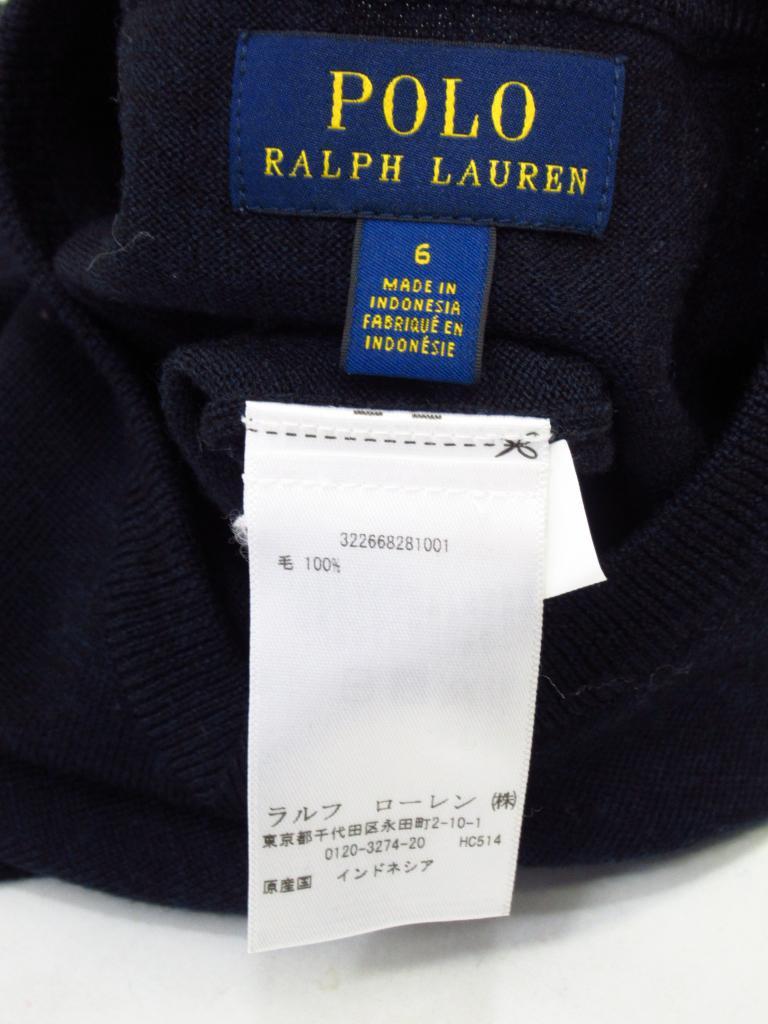 POLO
RALPH LAUREN
6
MADE IN
INDONESIA
FABRIQUÉ EN
INDONÉSIE
322668281001
毛 100%
ラルフ ローレン ㈱
東京都千代田区永田町2-10-1
0120-3274-20 HC514
原産国 インドネシア